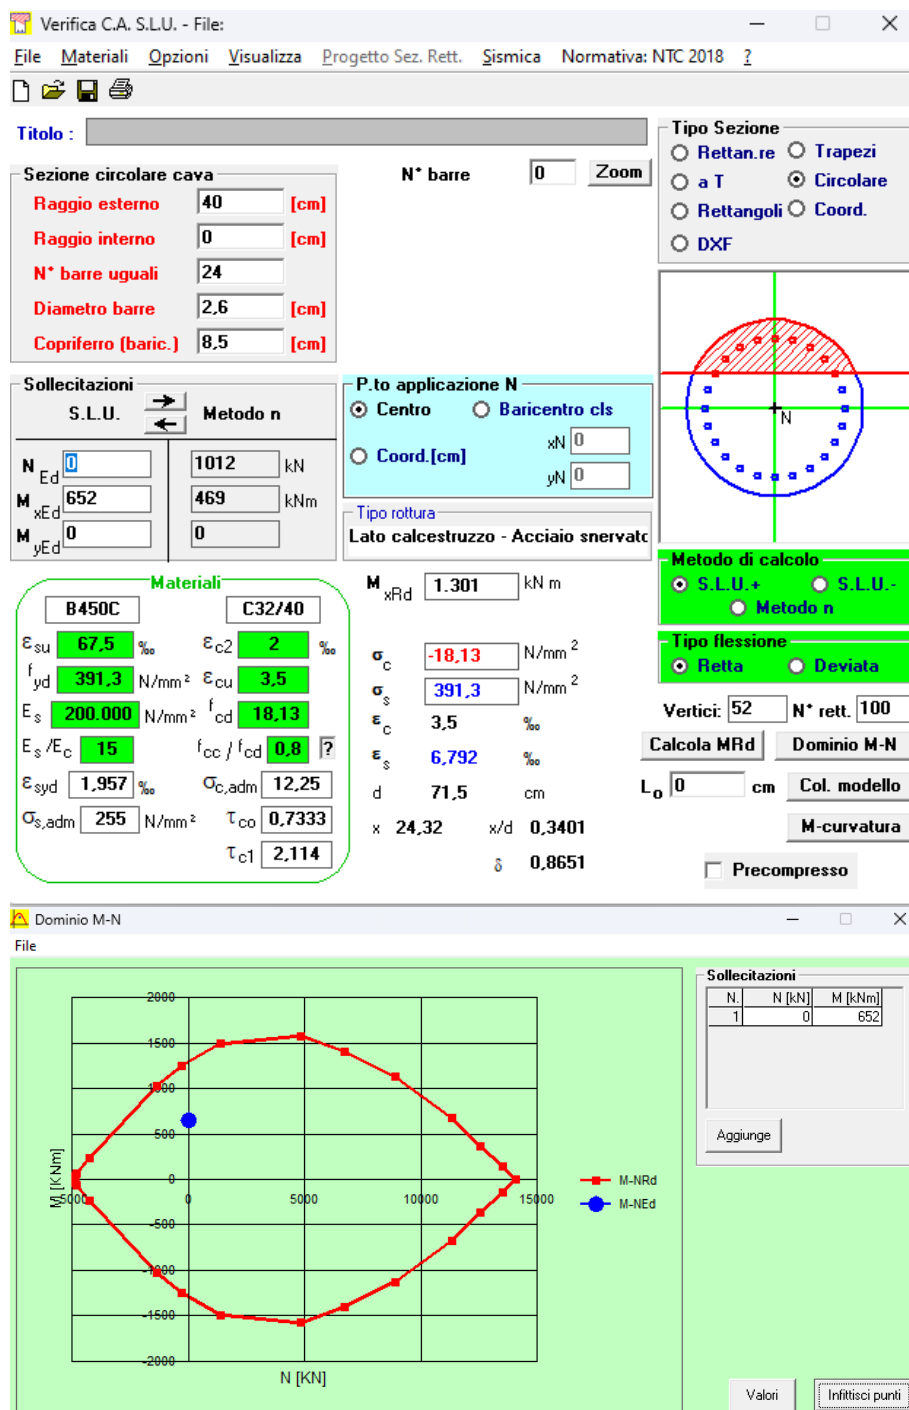 Verifica C.A. S.L.U. - File:
File Materiali Opzioni Visualizza Progetto Sez. Rett. Sismica Normativa: NTC 2018 ?
Titolo :
Tipo Sezione
Rettan.re Trapezi
a T Circolare
Rettangoli Coord.
DXF
Sezione circolare cava
Raggio esterno 40 [cm]
Raggio interno 0 [cm]
N° barre uguali 24
Diametro barre 2,6 [cm]
Copriferro (baric.) 8,5 [cm]
N° barre 0 Zoom
N
Sollecitazioni
S.L.U. Metodo n
N Ed 0 1012 kN
M xEd 652 469 kNm
M yEd 0 0
P.to applicazione N
Centro Baricentro cls
Coord.[cm] xN 0
yN 0
Tipo rottura
Lato calcestruzzo - Acciaio snervato
Metodo di calcolo
S.L.U.+ S.L.U.-
Metodo n
Tipo flessione
Retta Deviata
Materiali
B450C C32/40
εsu 67,5 ‰ εc2 2 ‰
fyd 391,3 N/mm² εcu 3,5
Es 200.000 N/mm² fcd 18,13
Es/Ec 15 fcc / fcd 0,8 ?
εsyd 1,957 ‰ σc,adm 12,25
σs,adm 255 N/mm² τco 0,7333
τc1 2,114
M xRd 1.301 kN m
σc -18,13 N/mm²
σs 391,3 N/mm²
εc 3,5 ‰
εs 6,792 ‰
d 71,5 cm
x 24,32 x/d 0,3401
δ 0,8651
Vertici: 52 N° rett. 100
Calcola MRd Dominio M-N
Lo 0 cm Col. modello
M-curvatura
Precompresso
Dominio M-N
File
2000
1500
1000
500
0
-5000 0 5000 10000 15000
-500
-1000
-1500
-2000
M [KNm]
N [KN]
M-NRd
M-NEd
Sollecitazioni
N. N [kN] M [kNm]
1 0 652
Aggiunge
Valori Infittisci punti